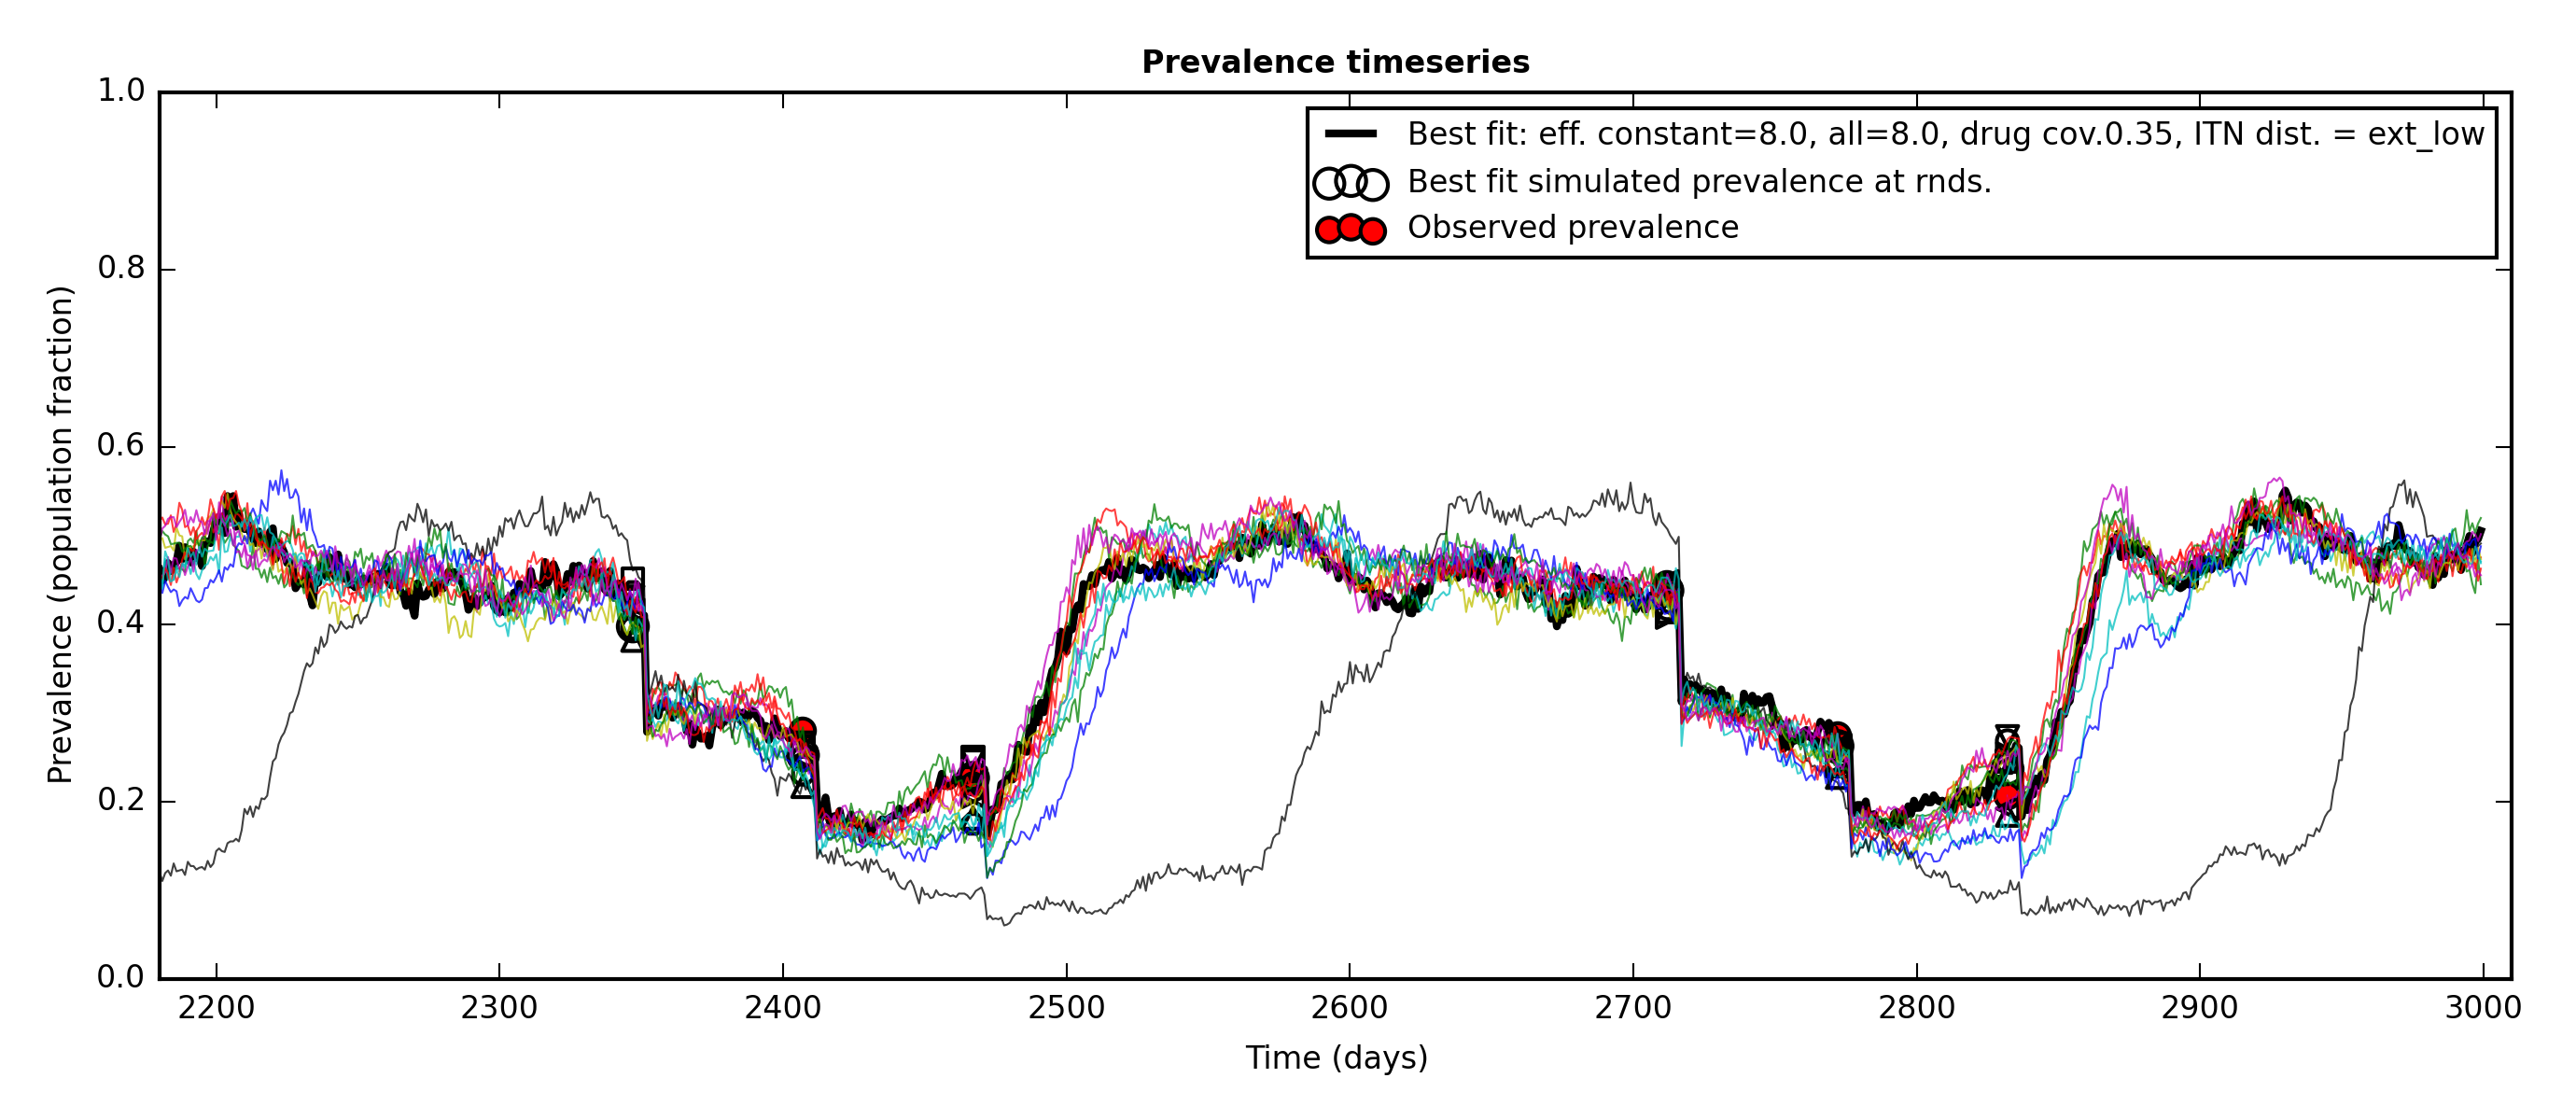 Prevalence timeseries
1.0
0.8
0.6
0.4
0.2
0.0
Prevalence (population fraction)
Best fit: eff. constant=8.0, all=8.0, drug cov.0.35, ITN dist. = ext_low
Best fit simulated prevalence at rnds.
Observed prevalence
2200 2300 2400 2500 2600 2700 2800 2900 3000
Time (days)